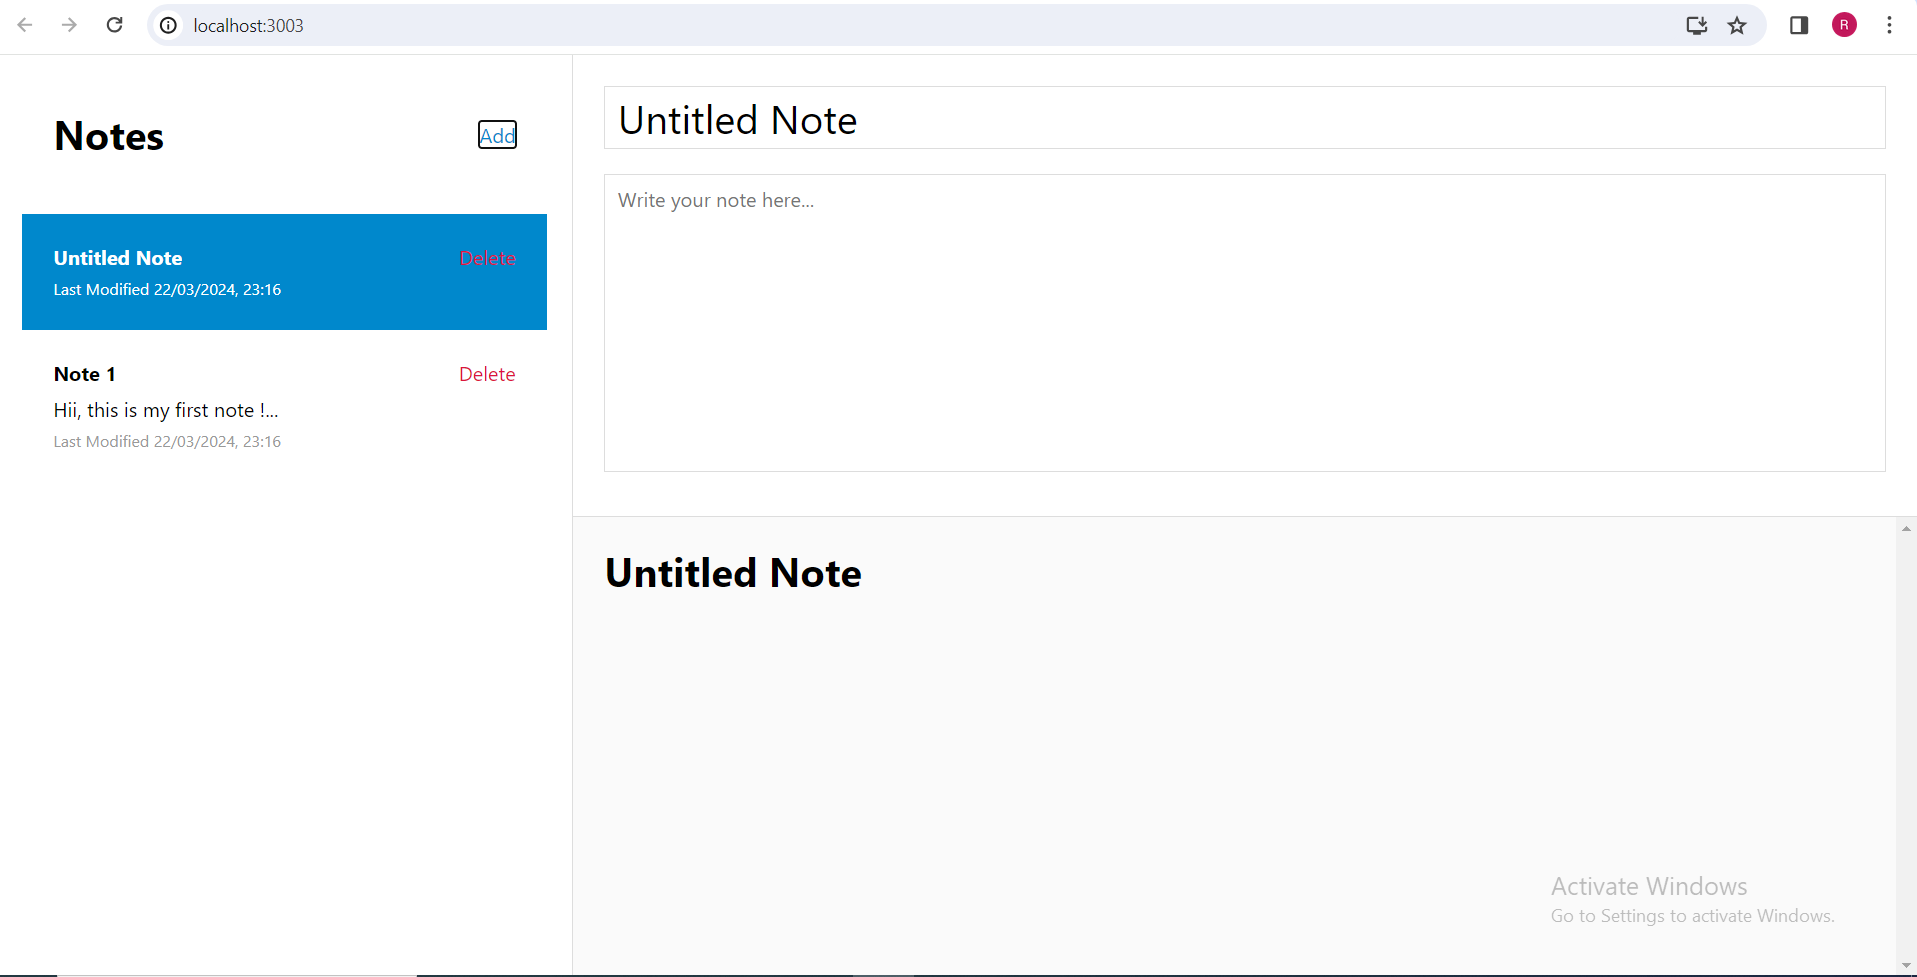 localhost:3003
R
Notes
Add
Untitled Note
Delete
Last Modified 22/03/2024, 23:16
Note 1
Delete
Hii, this is my first note !...
Last Modified 22/03/2024, 23:16
Untitled Note
Write your note here...
Untitled Note
Activate Windows
Go to Settings to activate Windows.